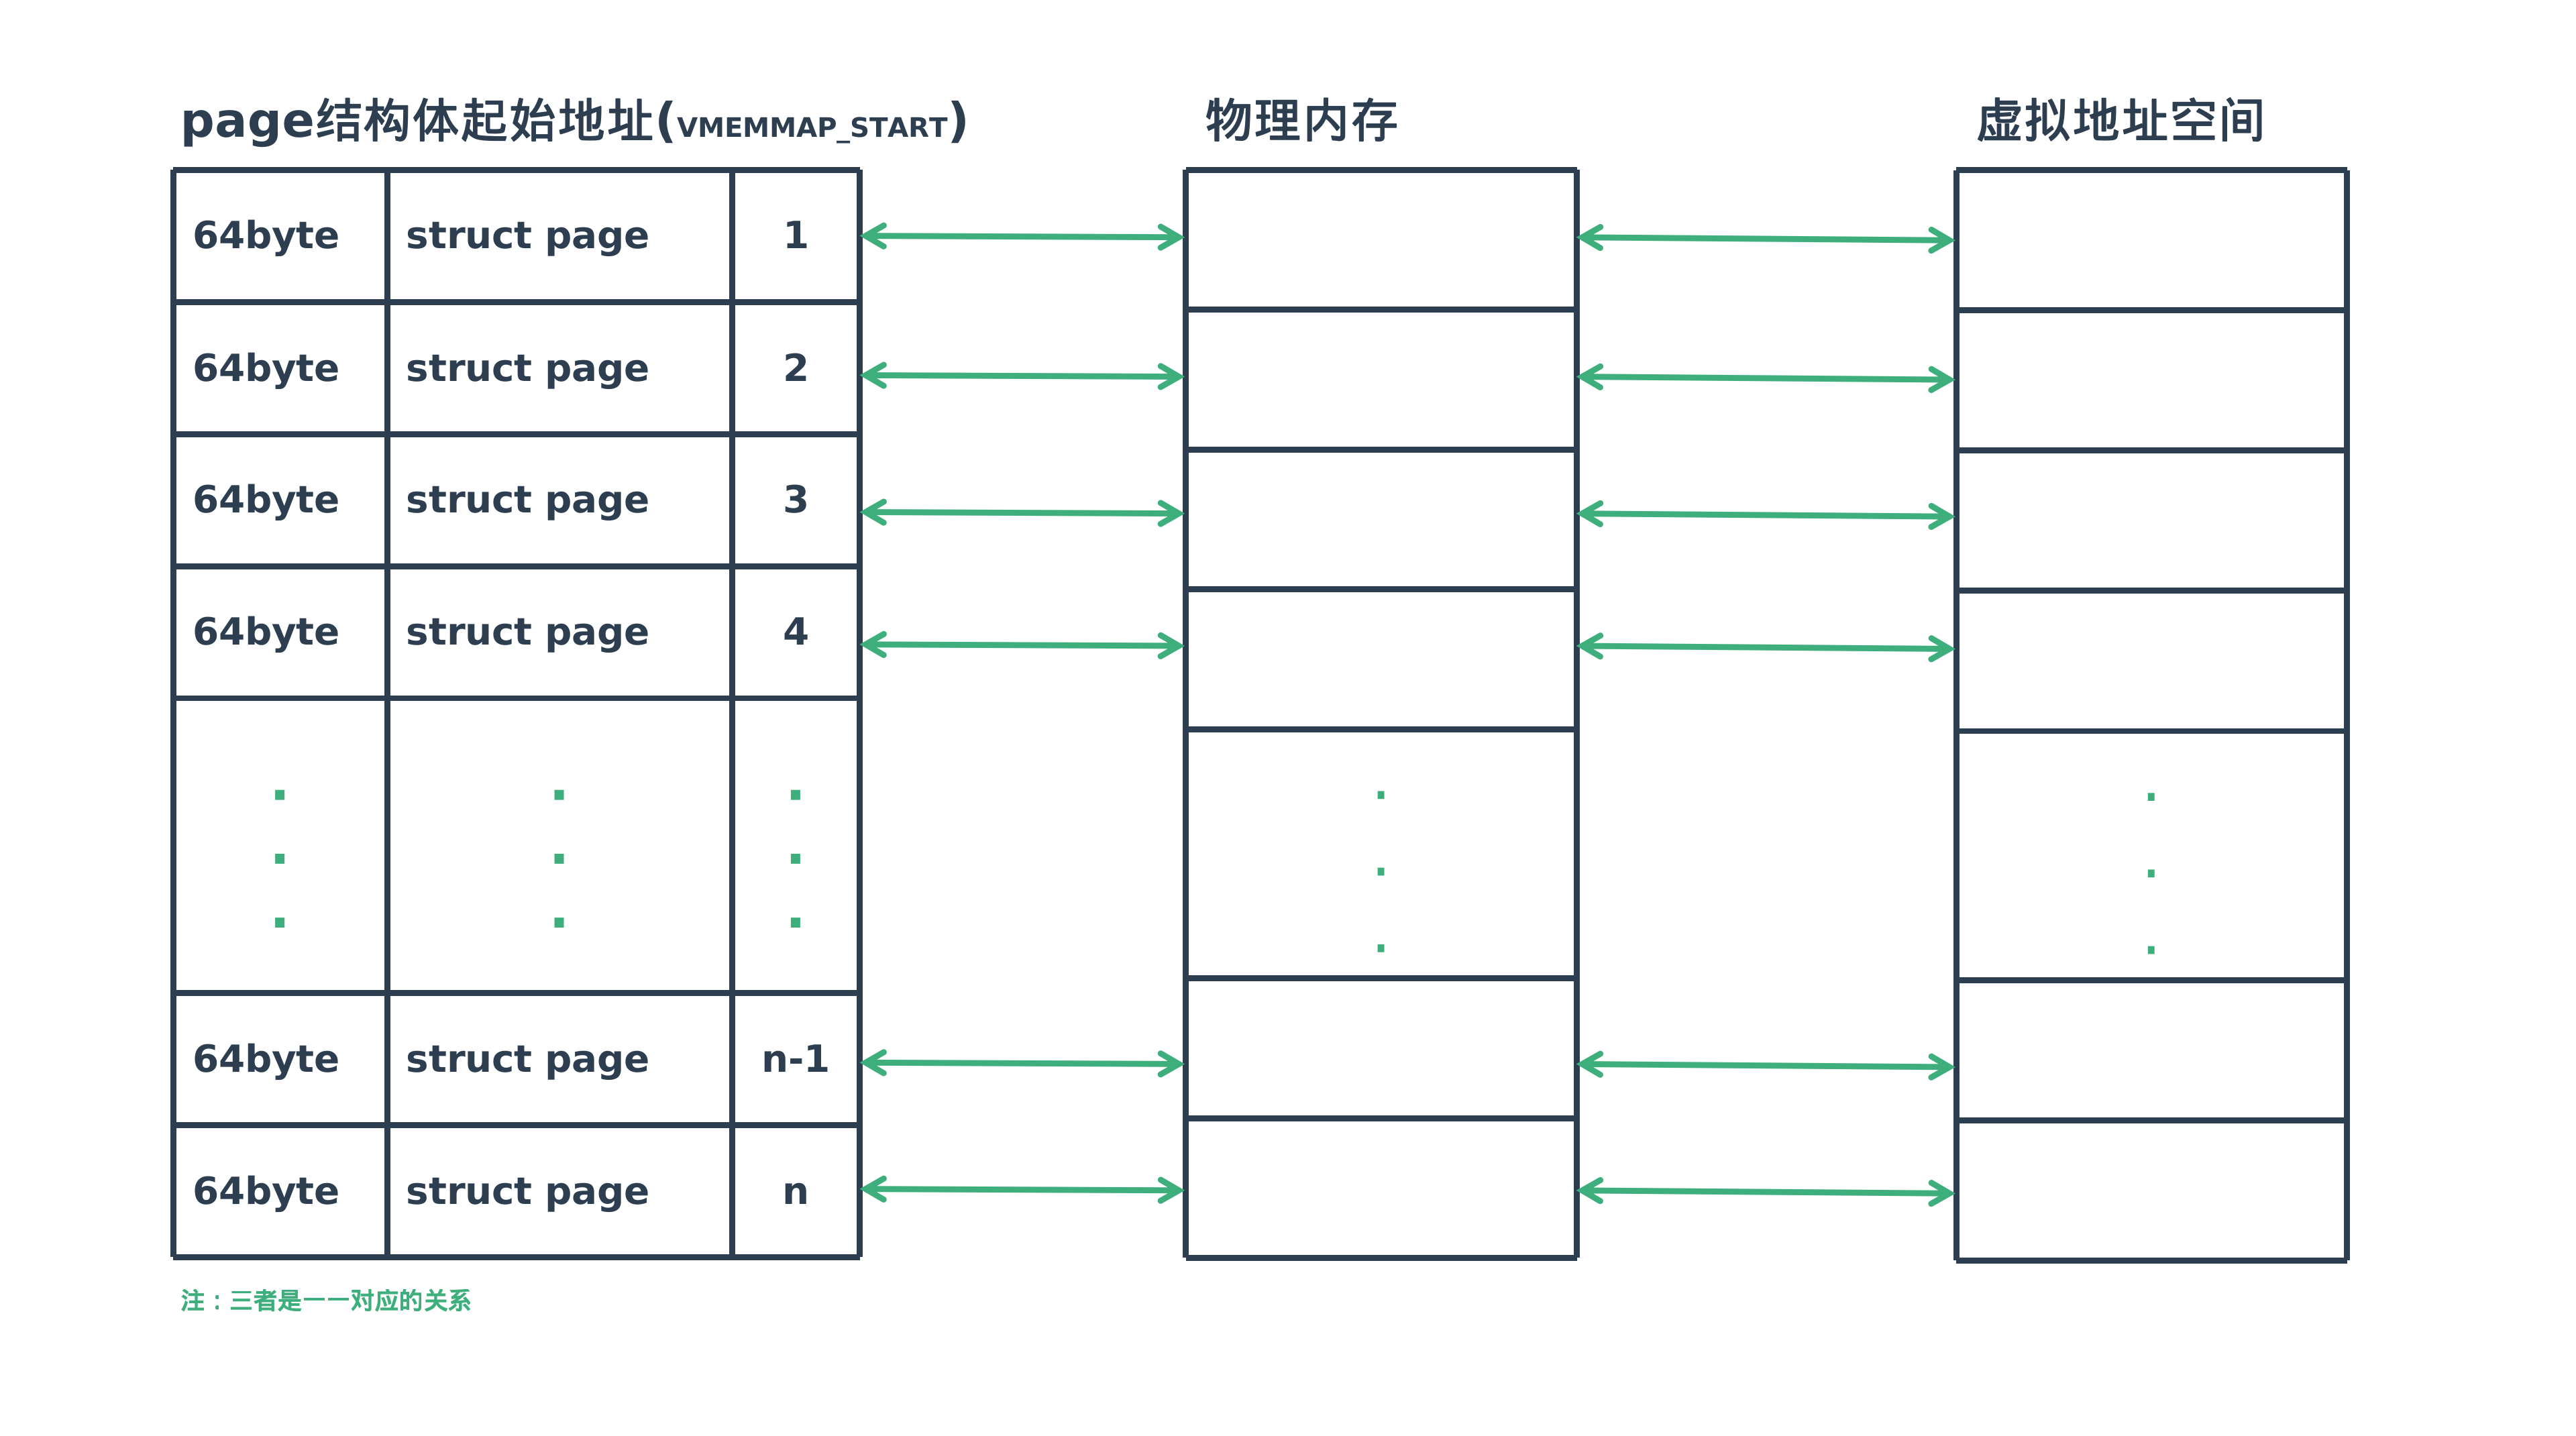 page结构体起始地址(VMEMMAP_START)
物理内存
虚拟地址空间
64byte struct page 1
64byte struct page 2
64byte struct page 3
64byte struct page 4
. . . . .
. . . . .
. . . . .
64byte struct page n-1
64byte struct page n
注：三者是一一对应的关系